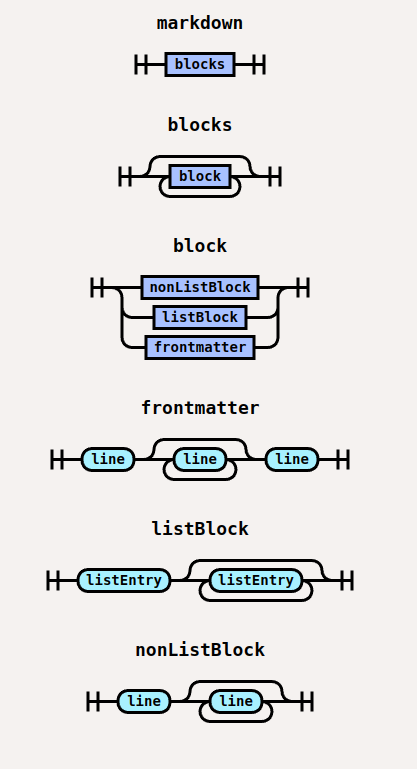 markdown
blocks
blocks
block
block
nonListBlock
listBlock
frontmatter
frontmatter
line line line
listBlock
listEntry listEntry
nonListBlock
line line